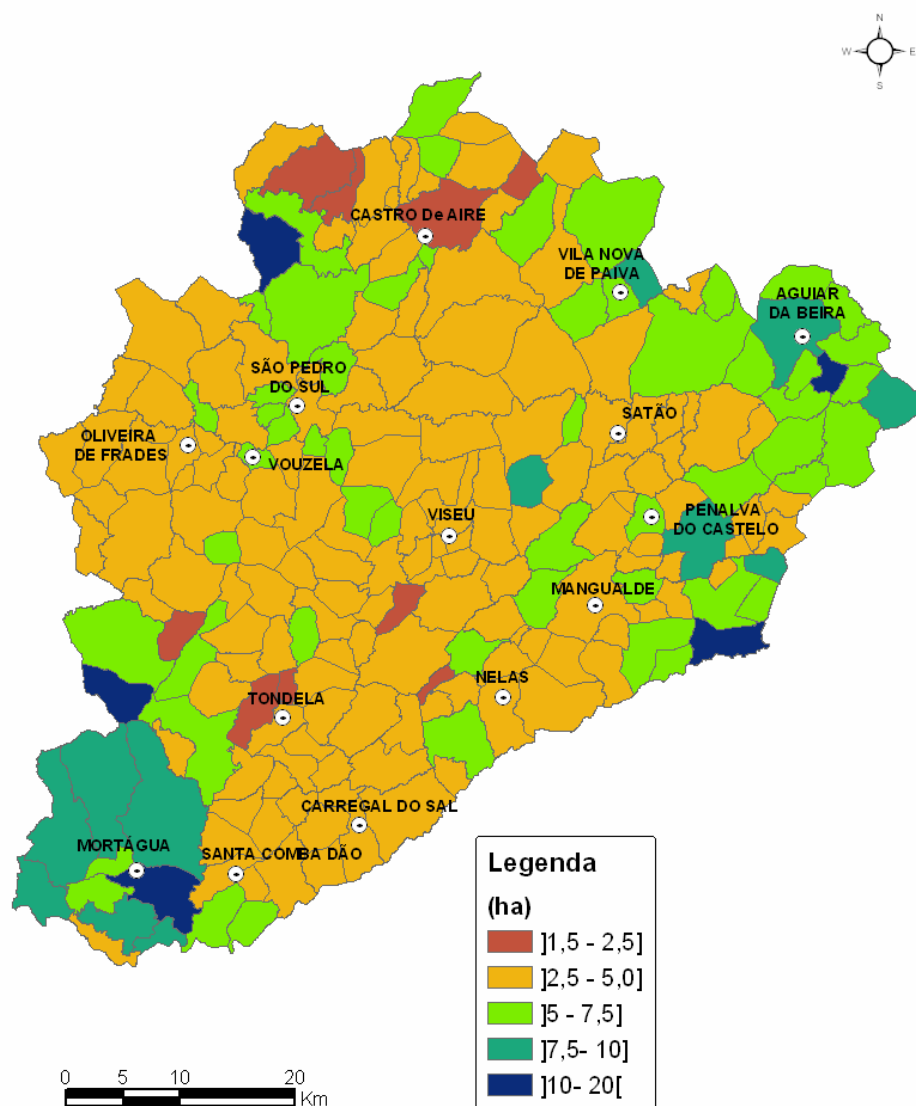 N
W E
S
CASTRO De AIRE
VILA NOVA
DE PAIVA
AGUIAR
DA BEIRA
SÃO PEDRO
DO SUL
SATÃO
OLIVEIRA
DE FRADES
VOUZELA
VISEU
PENALVA
DO CASTELO
MANGUALDE
NELAS
TONDELA
CARREGAL DO SAL
MORTÁGUA
SANTA COMBA DÃO
Legenda
(ha)
]1,5 - 2,5]
]2,5 - 5,0]
]5 - 7,5]
]7,5- 10]
]10- 20[
0 5 10 20
Km